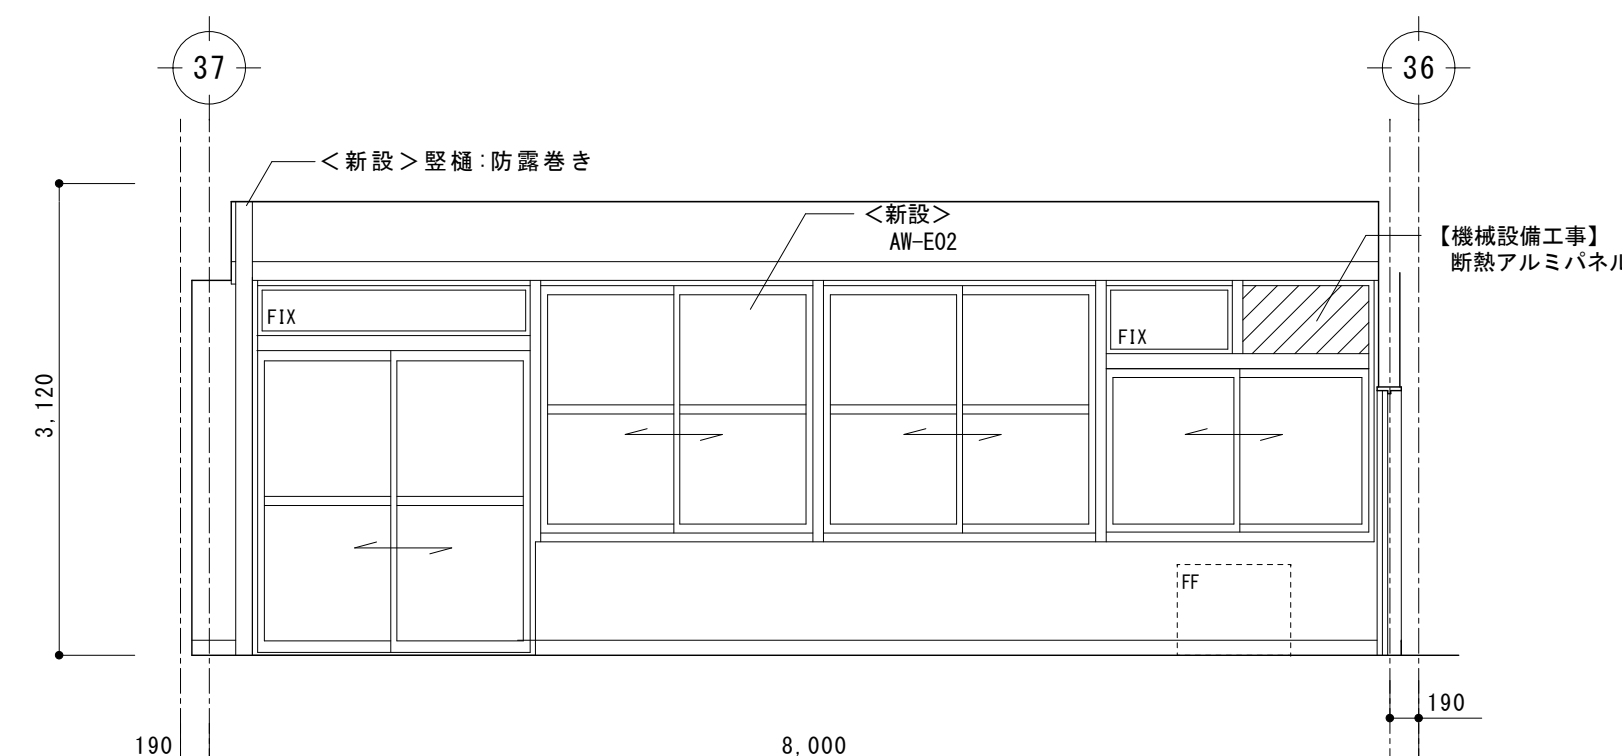 37
36
＜新設＞竪樋:防露巻き
＜新設＞
AW-E02
【機械設備工事】
断熱アルミパネル
FIX
FIX
3,120
FF
190
190
8,000